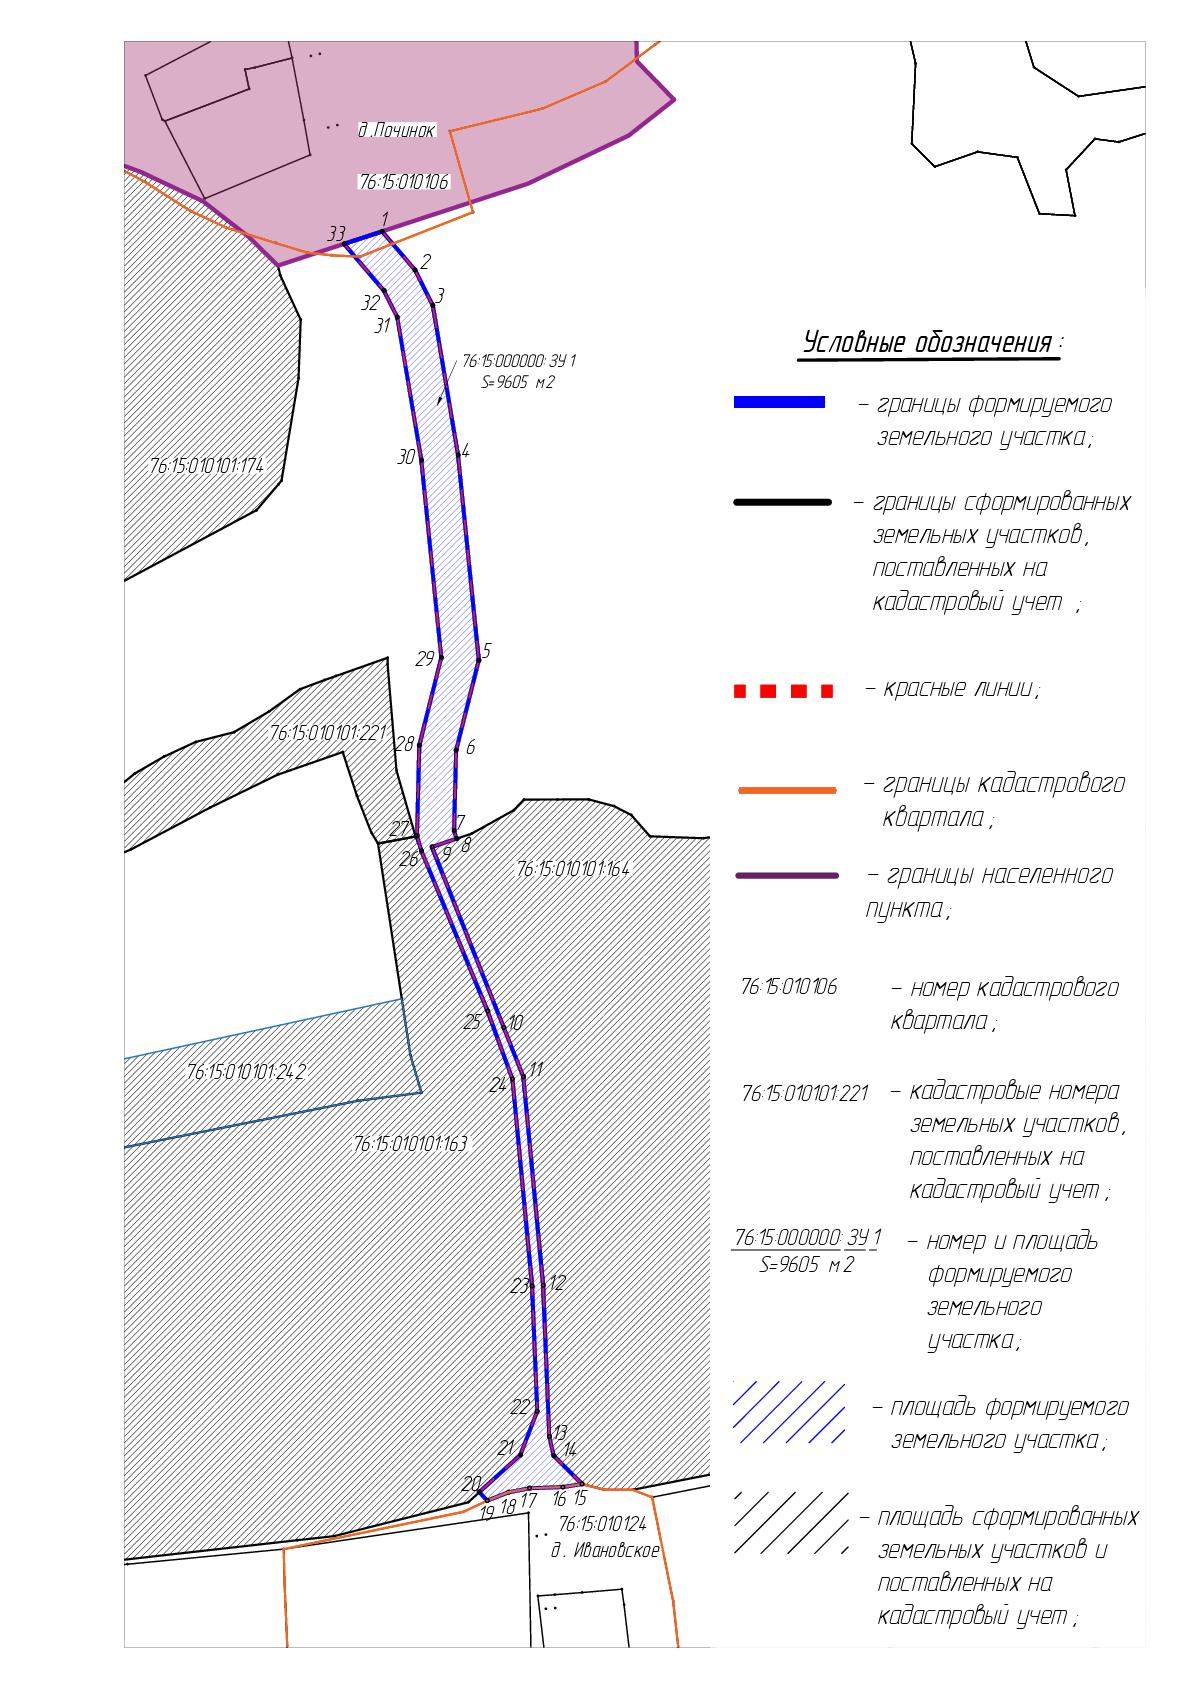 д.Починок
76:15:010106
1
33
2
32
3
31
76:15:000000: ЗУ 1
S=9605 м2
30
4
76:15:010101:174
29
5
76:15:010101:221
28
6
27
7
26
9
8
76:15:010101:164
25
10
24
11
76:15:010101:242
76:15:010101:163
23
12
22
13
21
14
20
19
18
17
16
15
76:15:010124
д. Ивановское
Условные обозначения :
– границы формируемого
земельного участка ;
– границы сформированных
земельных участков,
поставленных на
кадастровый учет ;
– красные линии ;
– границы кадастрового
квартала ;
– границы населенного
пункта ;
76:15:010106
– номер кадастрового
квартала ;
76:15:010101:221
– кадастровые номера
земельных участков,
поставленных на
кадастровый учет ;
76:15:000000: ЗУ 1
S=9605 м2
– номер и площадь
формируемого
земельного
участка ;
– площадь формируемого
земельного участка ;
– площадь сформированных
земельных участков и
поставленных на
кадастровый учет ;